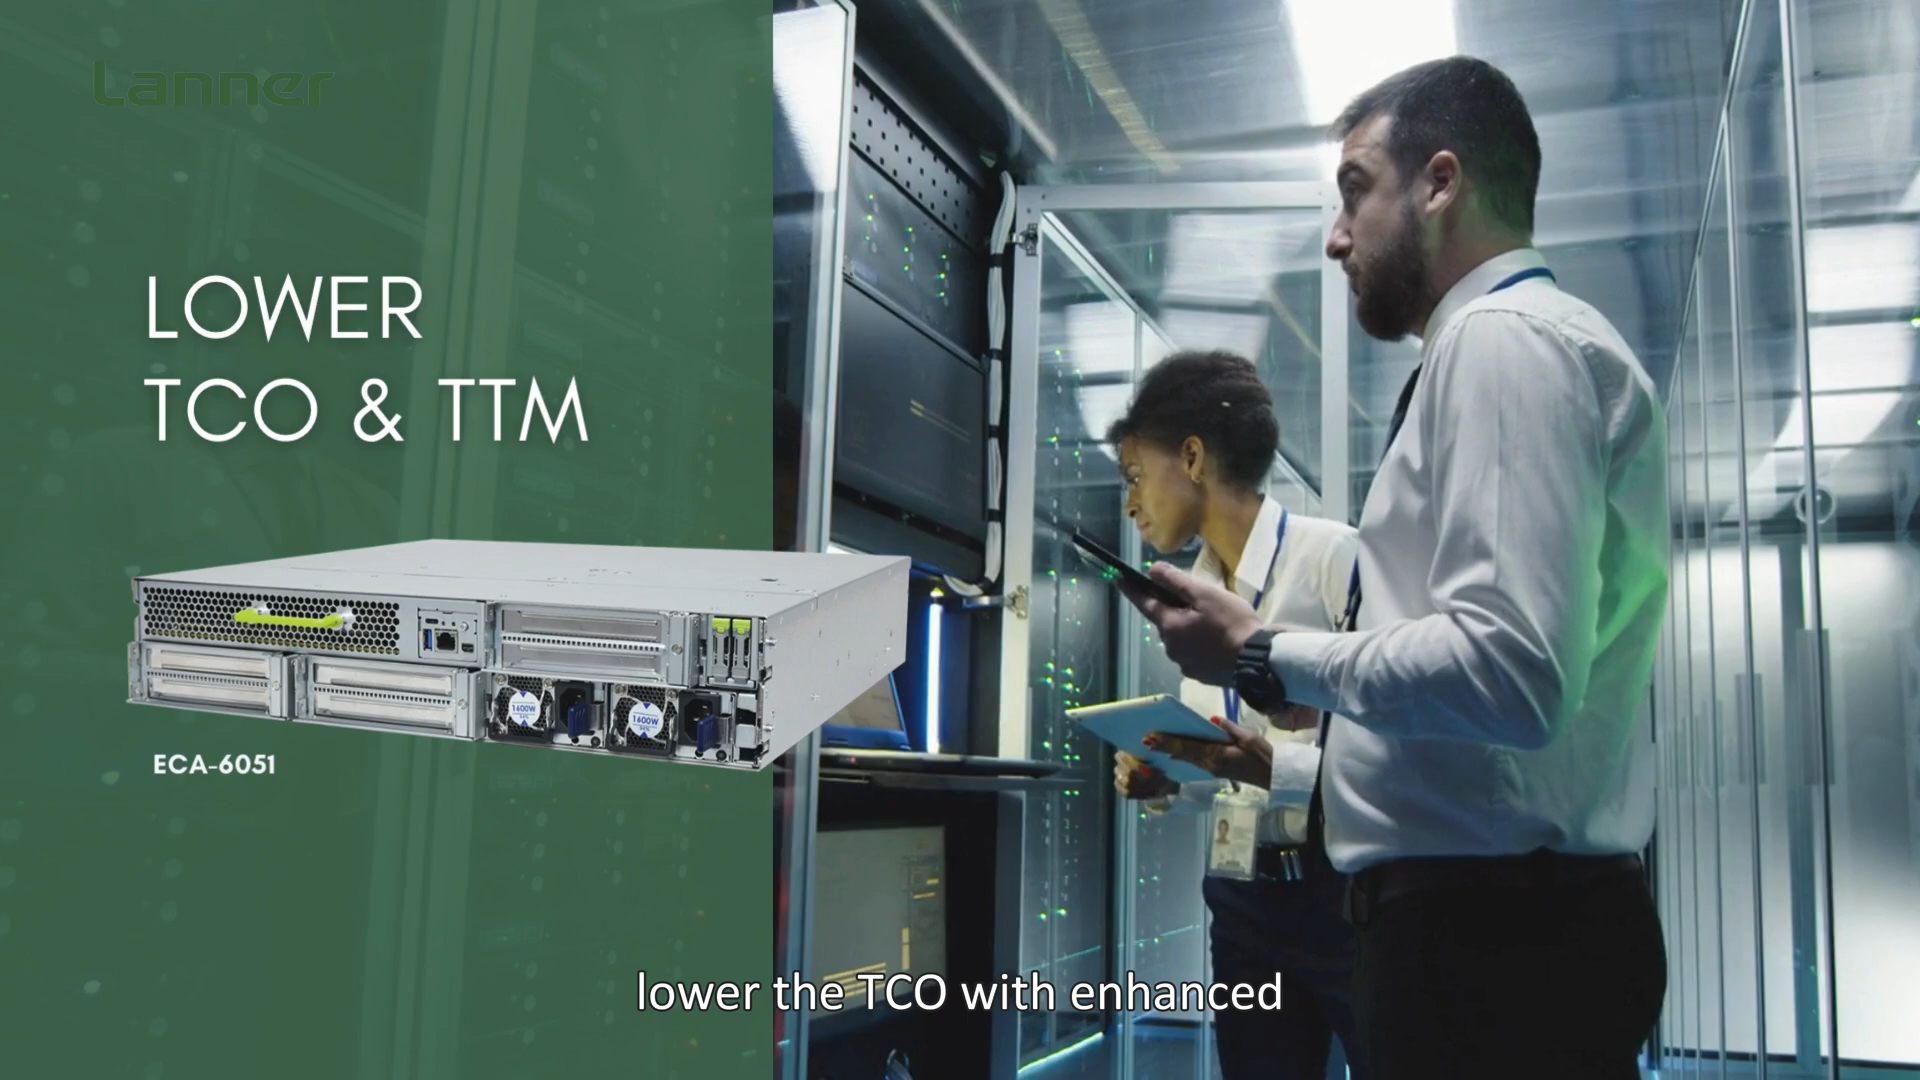 Lanner
LOWER
TCO & TTM
1600W
1600W
ECA-6051
lower the TCO with enhanced